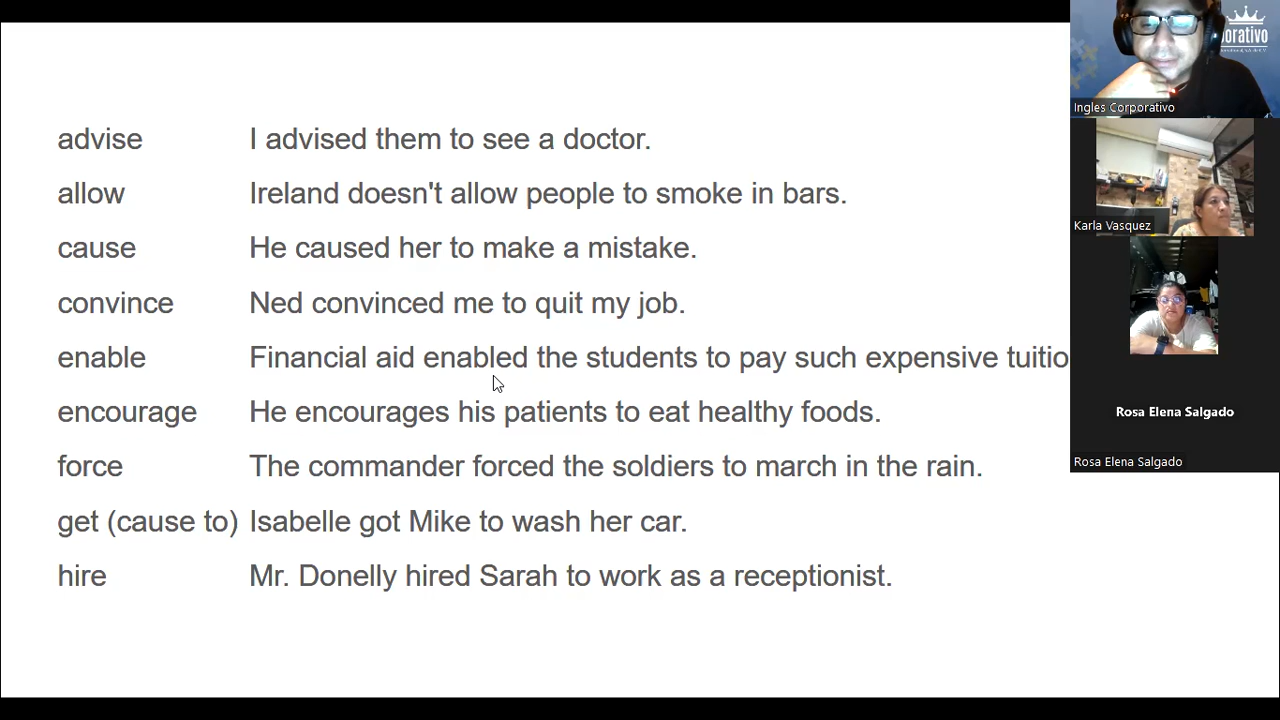 advise I advised them to see a doctor.
allow Ireland doesn't allow people to smoke in bars.
cause He caused her to make a mistake.
convince Ned convinced me to quit my job.
enable Financial aid enabled the students to pay such expensive tuitio
encourage He encourages his patients to eat healthy foods.
force The commander forced the soldiers to march in the rain.
get (cause to) Isabelle got Mike to wash her car.
hire Mr. Donelly hired Sarah to work as a receptionist.
orativo
Ingles Corporativo
Karla Vasquez
Rosa Elena Salgado
Rosa Elena Salgado